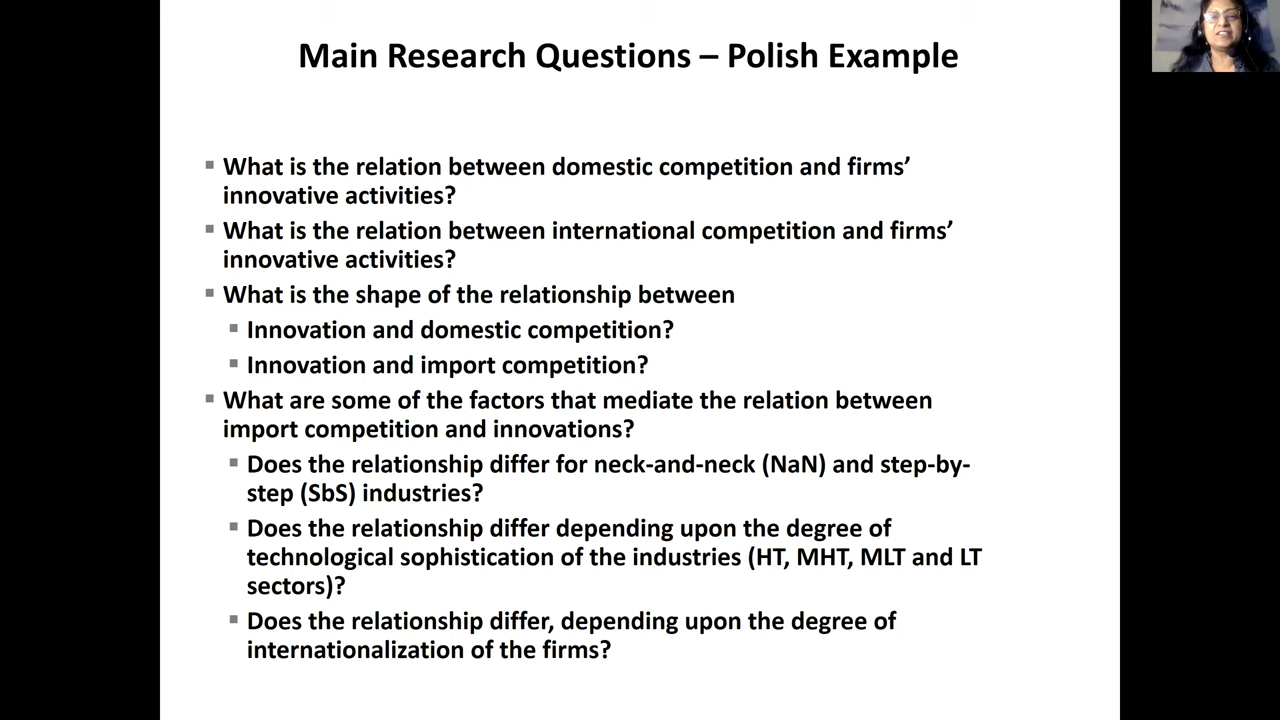 Main Research Questions – Polish Example
▪ What is the relation between domestic competition and firms’
innovative activities?
▪ What is the relation between international competition and firms’
innovative activities?
▪ What is the shape of the relationship between
▪ Innovation and domestic competition?
▪ Innovation and import competition?
▪ What are some of the factors that mediate the relation between
import competition and innovations?
▪ Does the relationship differ for neck-and-neck (NaN) and step-by-
step (SbS) industries?
▪ Does the relationship differ depending upon the degree of
technological sophistication of the industries (HT, MHT, MLT and LT
sectors)?
▪ Does the relationship differ, depending upon the degree of
internationalization of the firms?